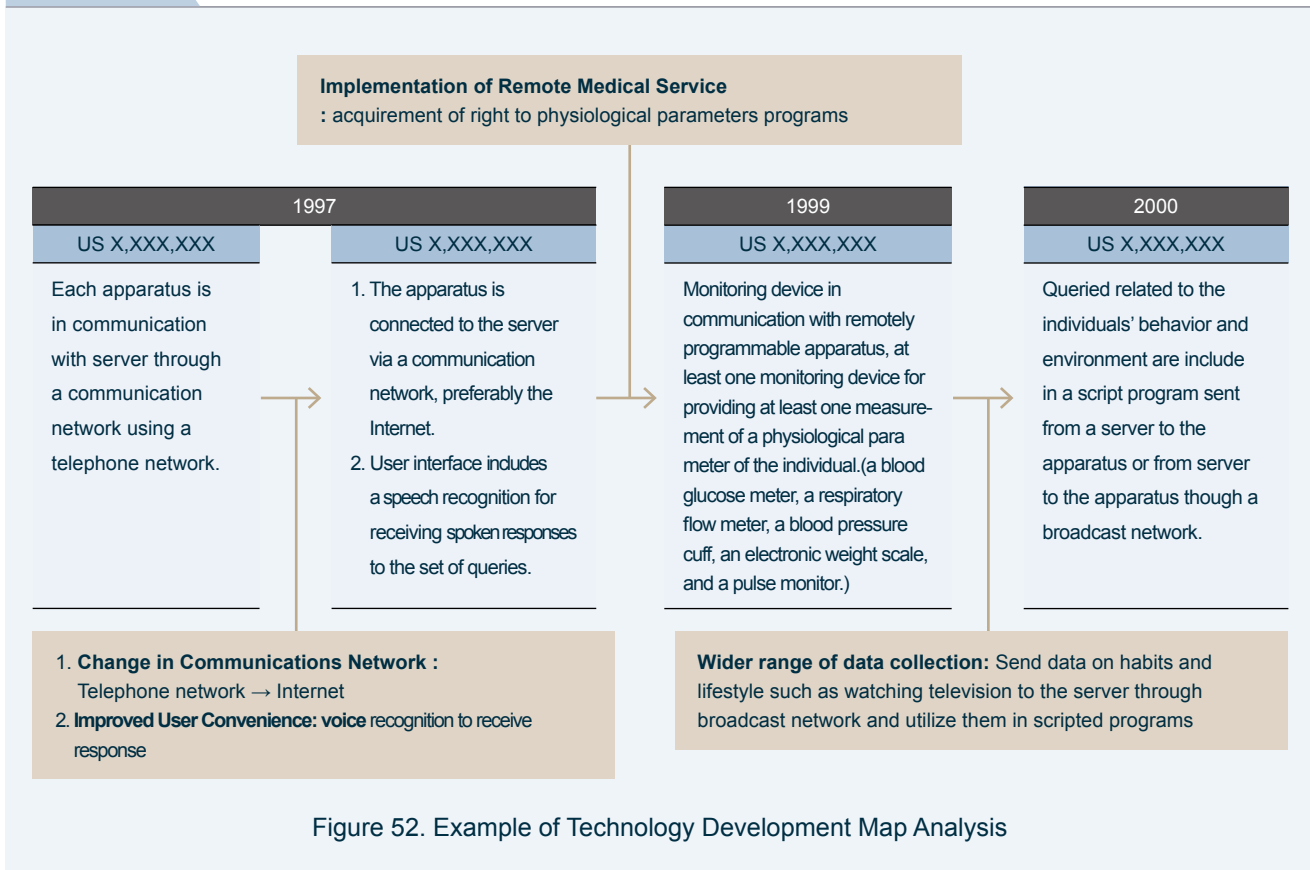 Implementation of Remote Medical Service
: acquirement of right to physiological parameters programs
1997
US X,XXX,XXX
Each apparatus is
in communication
with server through
a communication
network using a
telephone network.
US X,XXX,XXX
1. The apparatus is
connected to the server
via a communication
network, preferably the
Internet.
2. User interface includes
a speech recognition for
receiving spoken responses
to the set of queries.
1999
US X,XXX,XXX
Monitoring device in
communication with remotely
programmable apparatus, at
least one monitoring device for
providing at least one measure-
ment of a physiological para
meter of the individual.(a blood
glucose meter, a respiratory
flow meter, a blood pressure
cuff, an electronic weight scale,
and a pulse monitor.)
2000
US X,XXX,XXX
Queried related to the
individuals’ behavior and
environment are include
in a script program sent
from a server to the
apparatus or from server
to the apparatus though a
broadcast network.
1. Change in Communications Network :
Telephone network → Internet
2. Improved User Convenience: voice recognition to receive
response
Wider range of data collection: Send data on habits and
lifestyle such as watching television to the server through
broadcast network and utilize them in scripted programs
Figure 52. Example of Technology Development Map Analysis